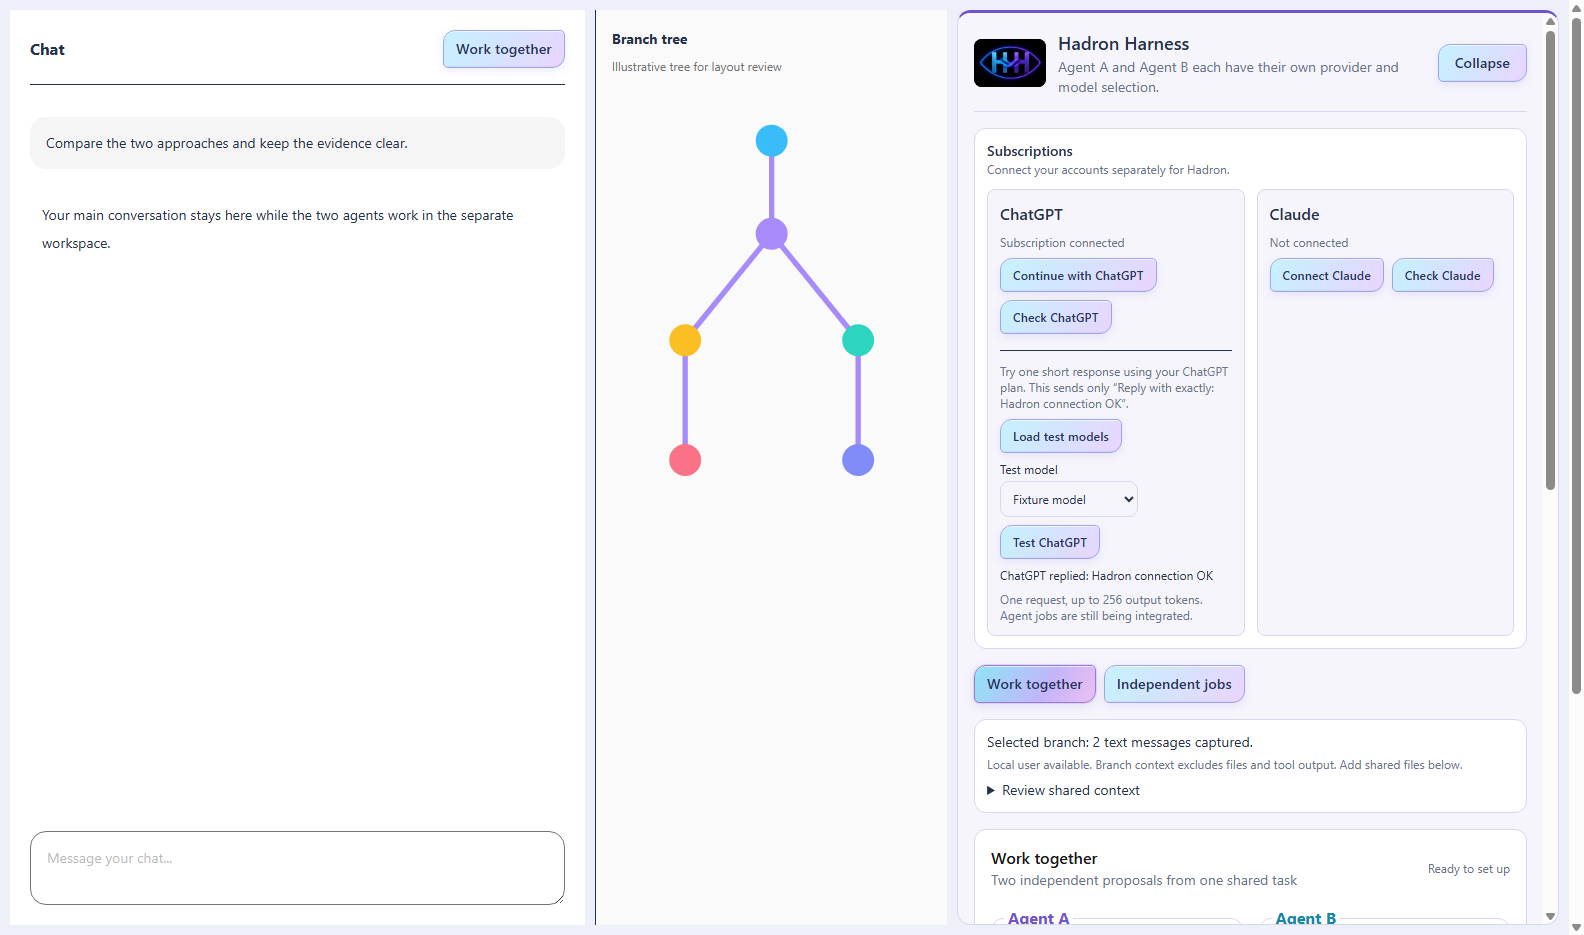 Chat
Work together
Compare the two approaches and keep the evidence clear.
Your main conversation stays here while the two agents work in the separate
workspace.
Message your chat...
Branch tree
Illustrative tree for layout review
HH
Hadron Harness
Agent A and Agent B each have their own provider and
model selection.
Collapse
Subscriptions
Connect your accounts separately for Hadron.
ChatGPT
Subscription connected
Continue with ChatGPT
Check ChatGPT
Try one short response using your ChatGPT
plan. This sends only “Reply with exactly:
Hadron connection OK”.
Load test models
Test model
Fixture model
Test ChatGPT
ChatGPT replied: Hadron connection OK
One request, up to 256 output tokens.
Agent jobs are still being integrated.
Claude
Not connected
Connect Claude
Check Claude
Work together
Independent jobs
Selected branch: 2 text messages captured.
Local user available. Branch context excludes files and tool output. Add shared files below.
Review shared context
Work together
Two independent proposals from one shared task
Ready to set up
Agent A
Agent B